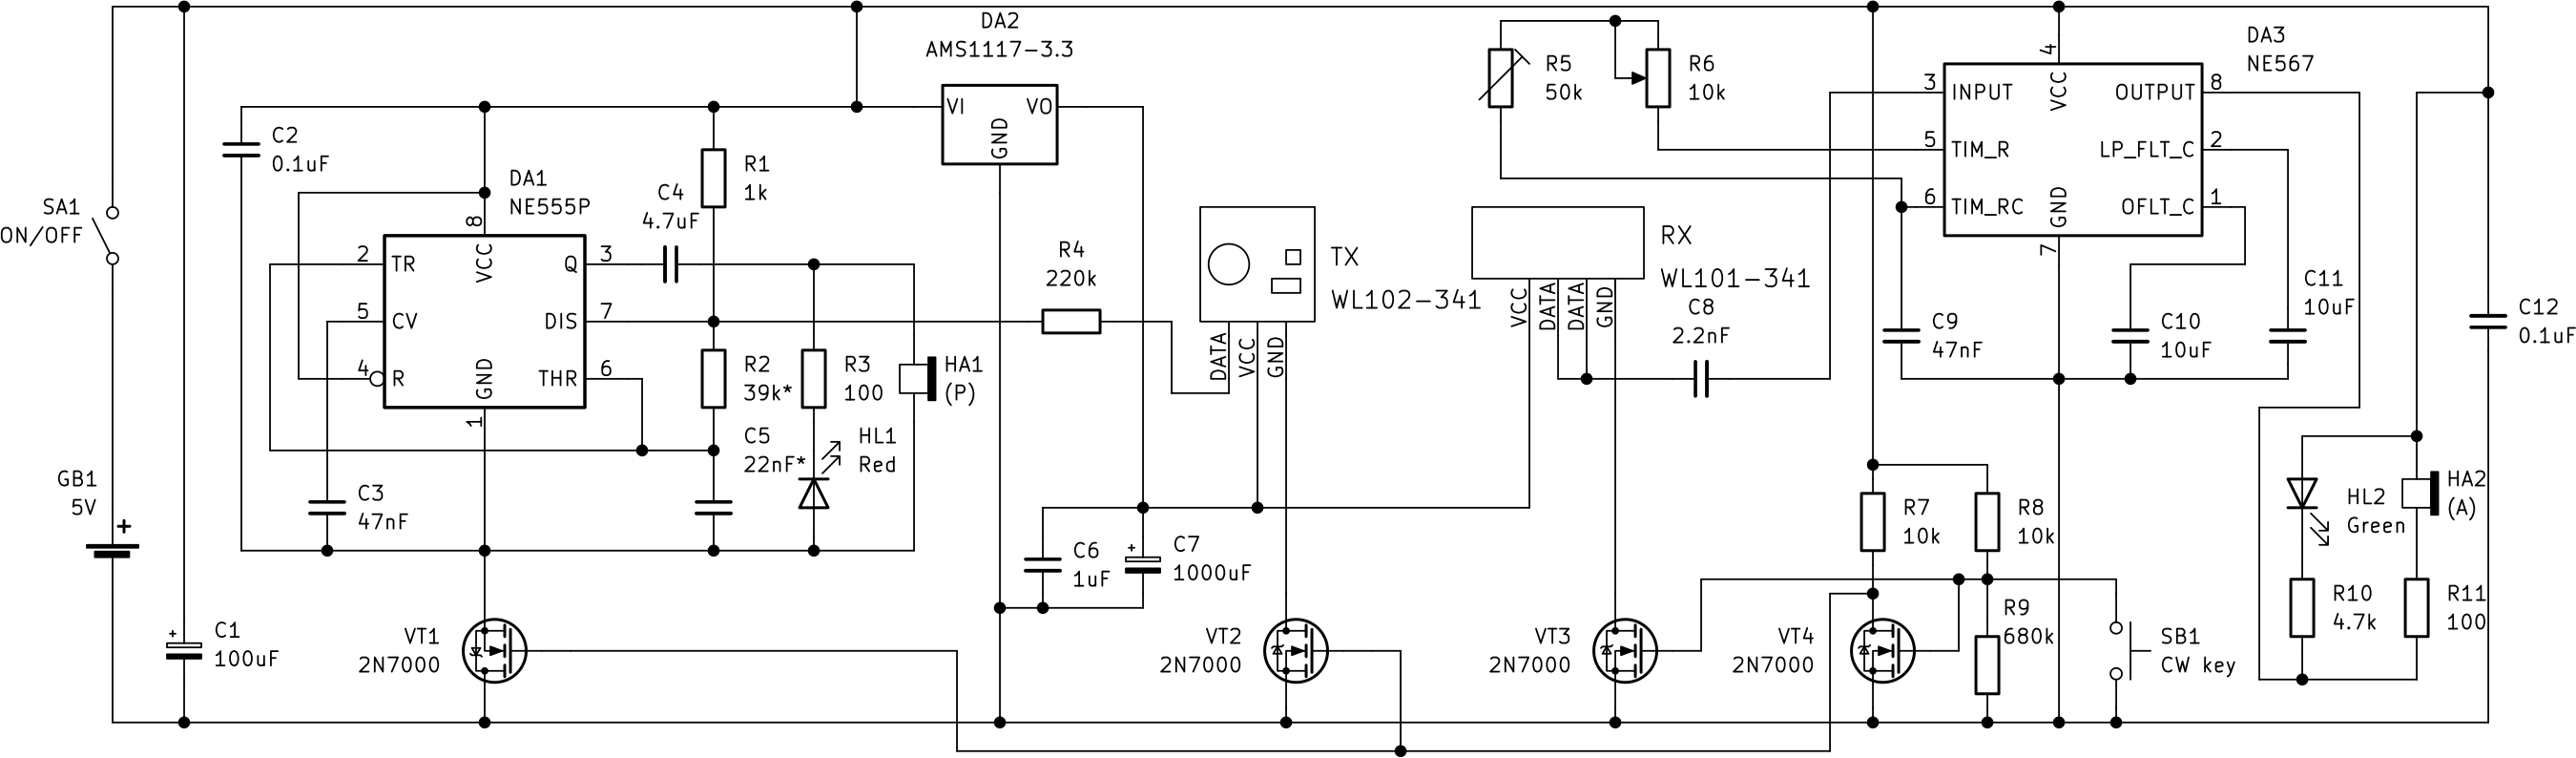 SA1
ON/OFF
GB1
5V
+
+
C1
100uF
C2
0.1uF
DA1
NE555P
8
VCC
2
TR
5
CV
4
R
GND
1
Q
3
DIS
7
THR
6
C3
47nF
VT1
2N7000
C4
4.7uF
R1
1k
R2
39k*
C5
22nF*
R3
100
HL1
Red
HA1
(P)
DA2
AMS1117-3.3
VI
VO
GND
R4
220k
C6
1uF
+
C7
1000uF
TX
WL102-341
DATA
VCC
GND
VT2
2N7000
R5
50k
R6
10k
RX
WL101-341
VCC
DATA
DATA
GND
C8
2.2nF
VT3
2N7000
VT4
2N7000
R7
10k
R8
10k
R9
680k
SB1
CW key
DA3
NE567
4
VCC
3
INPUT
5
TIM_R
6
TIM_RC
OUTPUT
8
LP_FLT_C
2
OFLT_C
1
GND
7
C9
47nF
C10
10uF
C11
10uF
C12
0.1uF
HL2
Green
HA2
(A)
R10
4.7k
R11
100